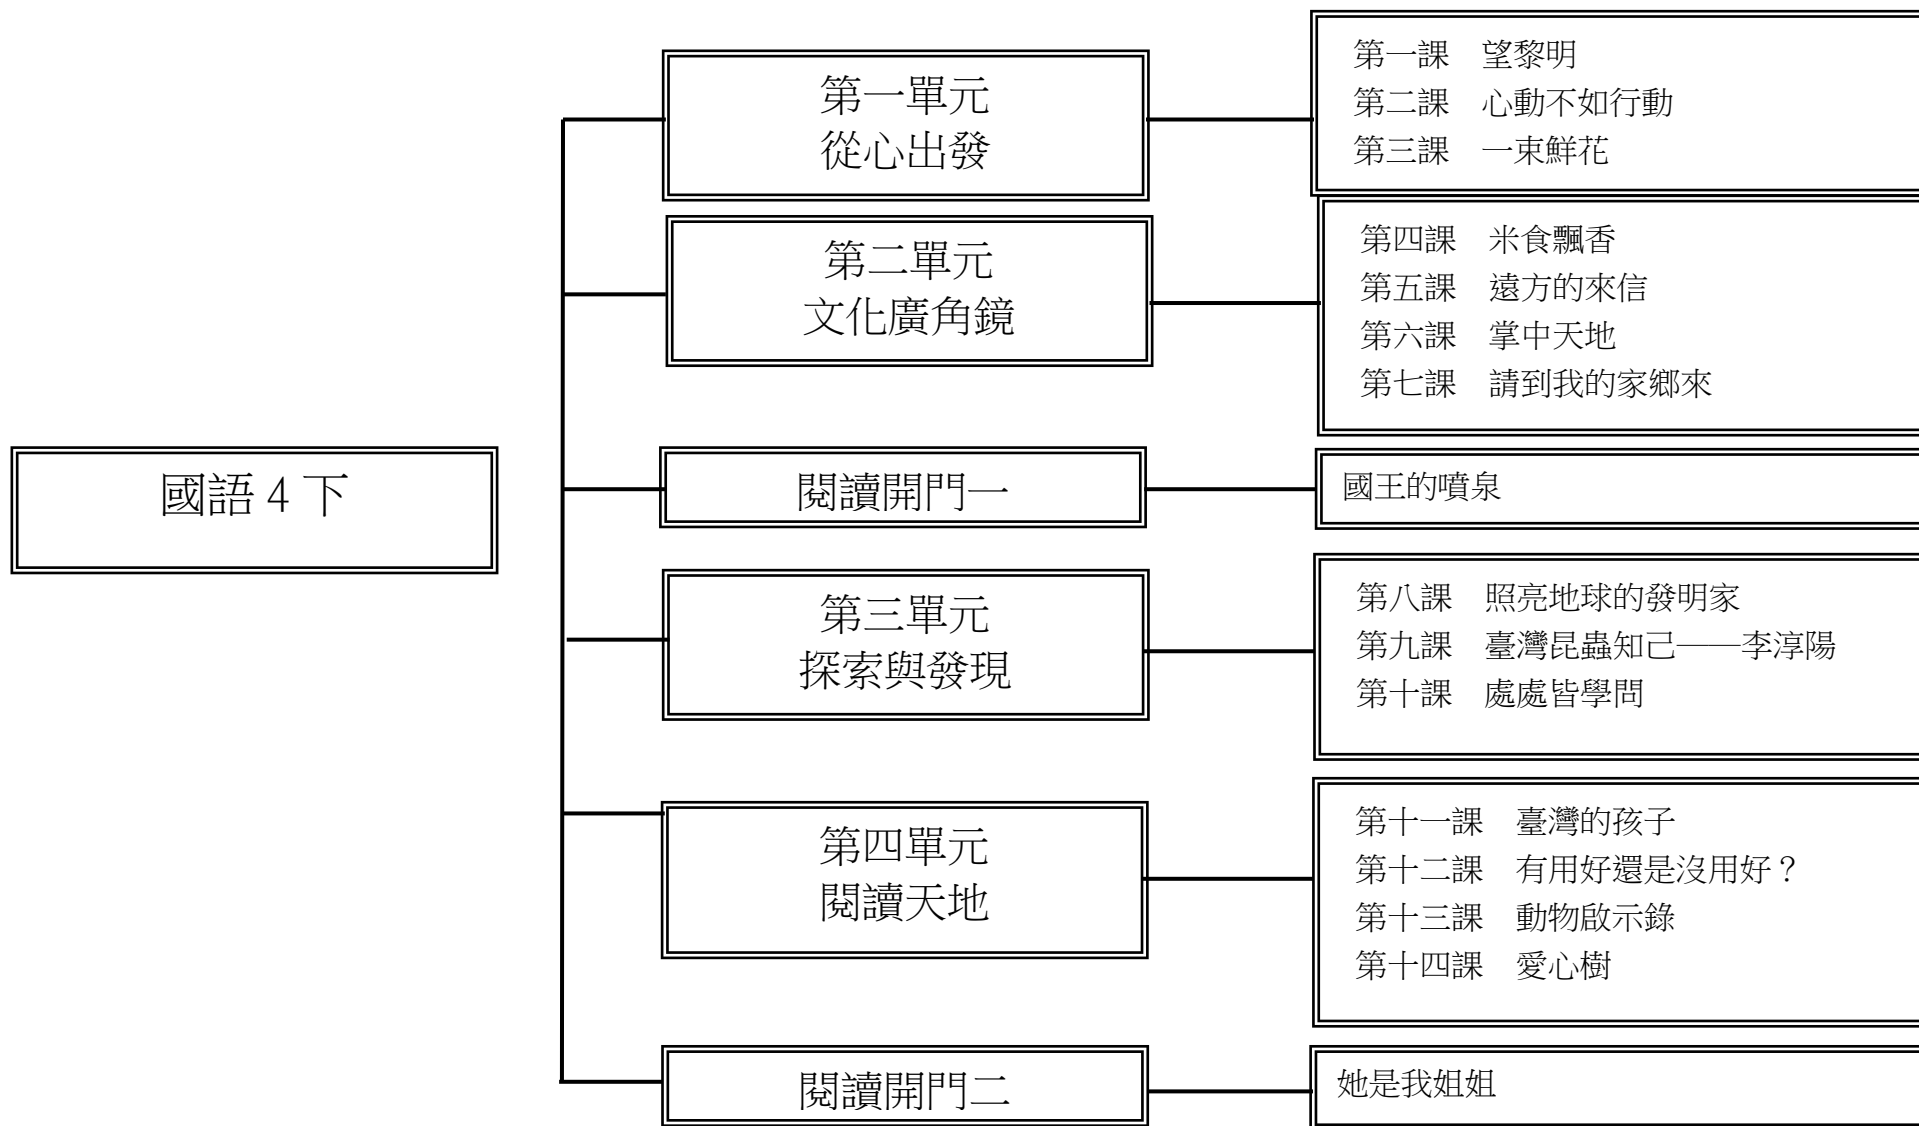 國語 4 下
第一單元
從心出發
第一課　望黎明
第二課　心動不如行動
第三課　一束鮮花
第二單元
文化廣角鏡
第四課　米食飄香
第五課　遠方的來信
第六課　掌中天地
第七課　請到我的家鄉來
閱讀開門一
國王的噴泉
第三單元
探索與發現
第八課　照亮地球的發明家
第九課　臺灣昆蟲知己——李淳陽
第十課　處處皆學問
第四單元
閱讀天地
第十一課　臺灣的孩子
第十二課　有用好還是沒用好？
第十三課　動物啟示錄
第十四課　愛心樹
閱讀開門二
她是我姐姐